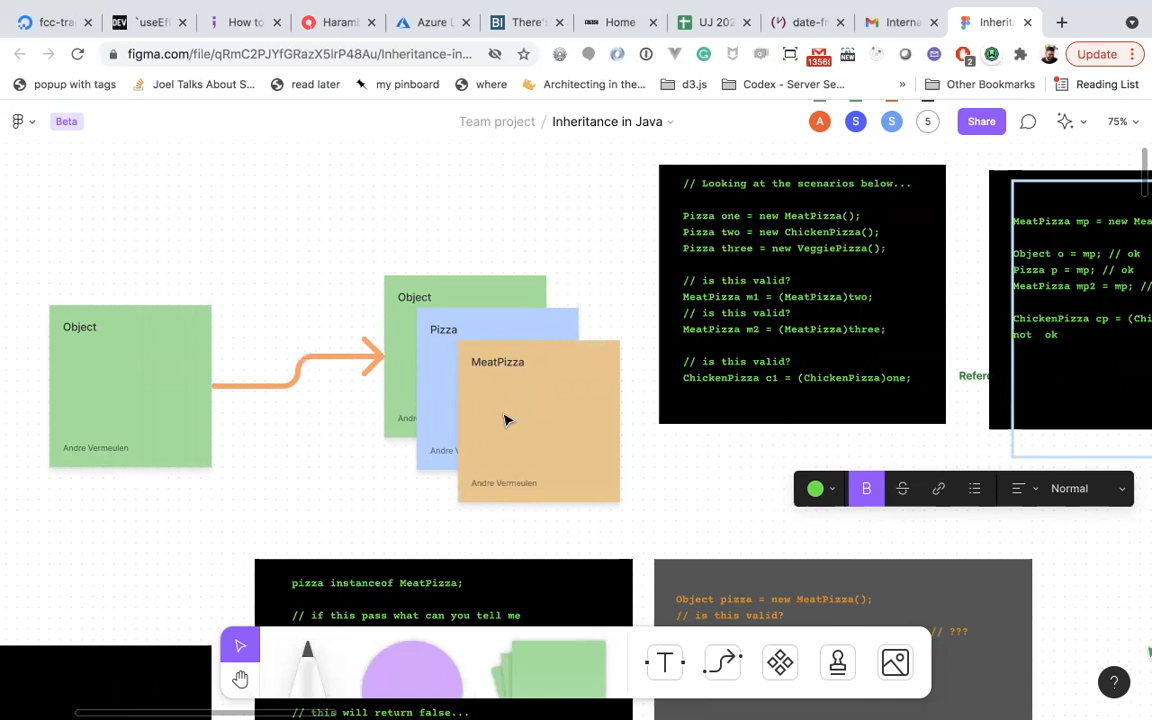 fcc-tra
`useEff
How to
Haramb
Azure L
There'
Home
UJ 202
date-fr
Interna
Inherit
figma.com/file/qRmC2PJYfGRazX5lrP48Au/Inheritance-in...
Update
popup with tags
Joel Talks About S...
read later
my pinboard
where
Architecting in the...
d3.js
Codex - Server Se...
»
Other Bookmarks
Reading List
Beta
Team project / Inheritance in Java
A
S
S
5
Share
75%
// Looking at the scenarios below...
Pizza one = new MeatPizza();
Pizza two = new ChickenPizza();
Pizza three = new VeggiePizza();
// is this valid?
MeatPizza m1 = (MeatPizza)two;
// is this valid?
MeatPizza m2 = (MeatPizza)three;
// is this valid?
ChickenPizza c1 = (ChickenPizza)one;
MeatPizza mp = new Mea
Object o = mp; // ok
Pizza p = mp; // ok
MeatPizza mp2 = mp; //
ChickenPizza cp = (Chi
not ok
Refere
Object
Andre Vermeulen
Object
Andre
Pizza
Andre V
MeatPizza
Andre Vermeulen
B
S
Normal
pizza instanceof MeatPizza;
// if this pass what can you tell me
// this will return false...
Object pizza = new MeatPizza();
// is this valid?
// ???
T
?